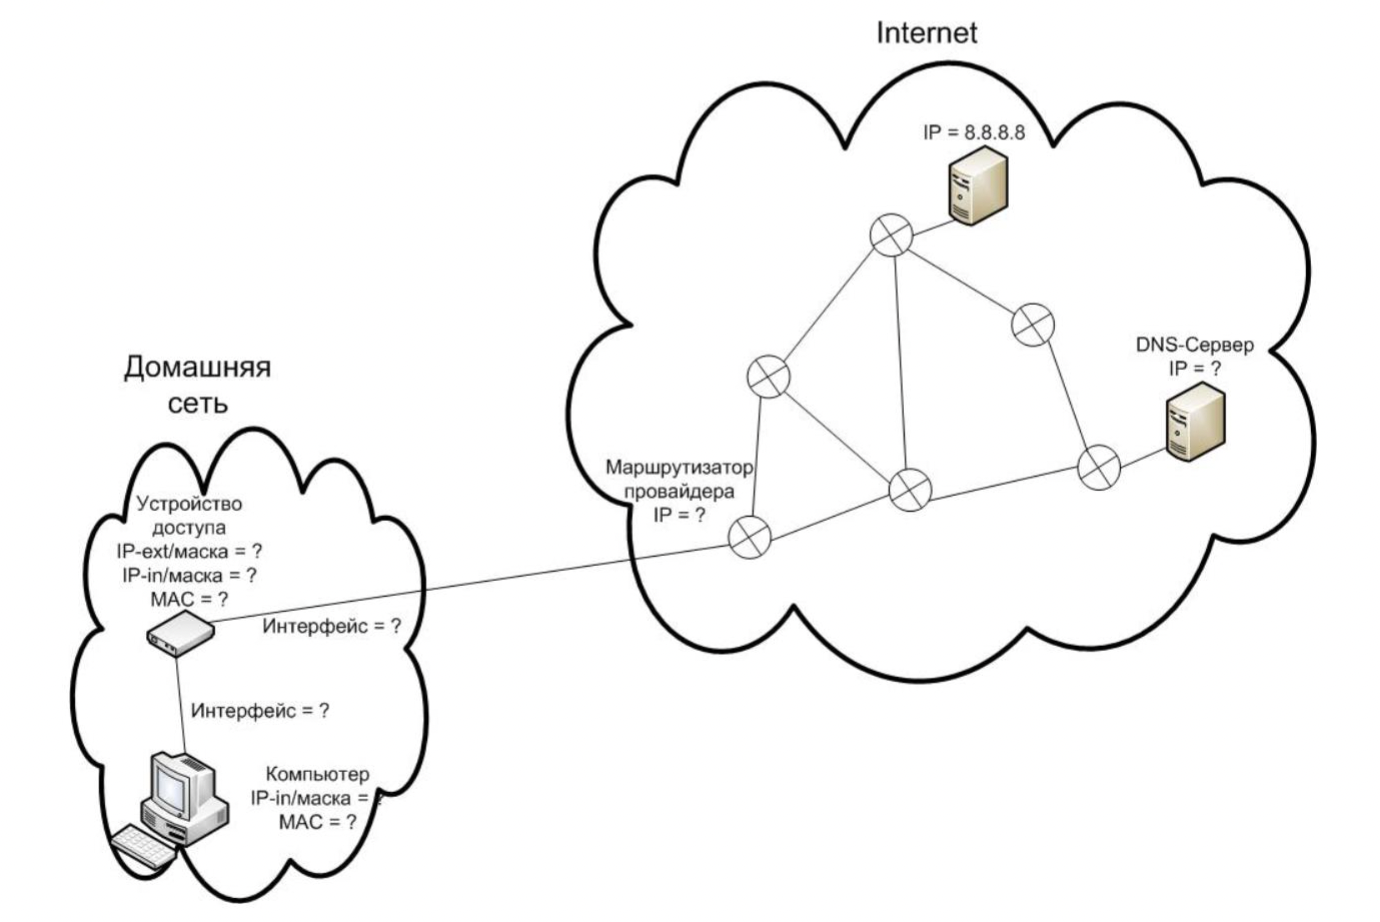 Internet
IP = 8.8.8.8
DNS-Сервер
IP = ?
Домашняя
сеть
Маршрутизатор
провайдера
IP = ?
Устройство
доступа
IP-ext/маска = ?
IP-in/маска = ?
MAC = ?
Интерфейс = ?
Интерфейс = ?
Компьютер
IP-in/маска = ?
MAC = ?